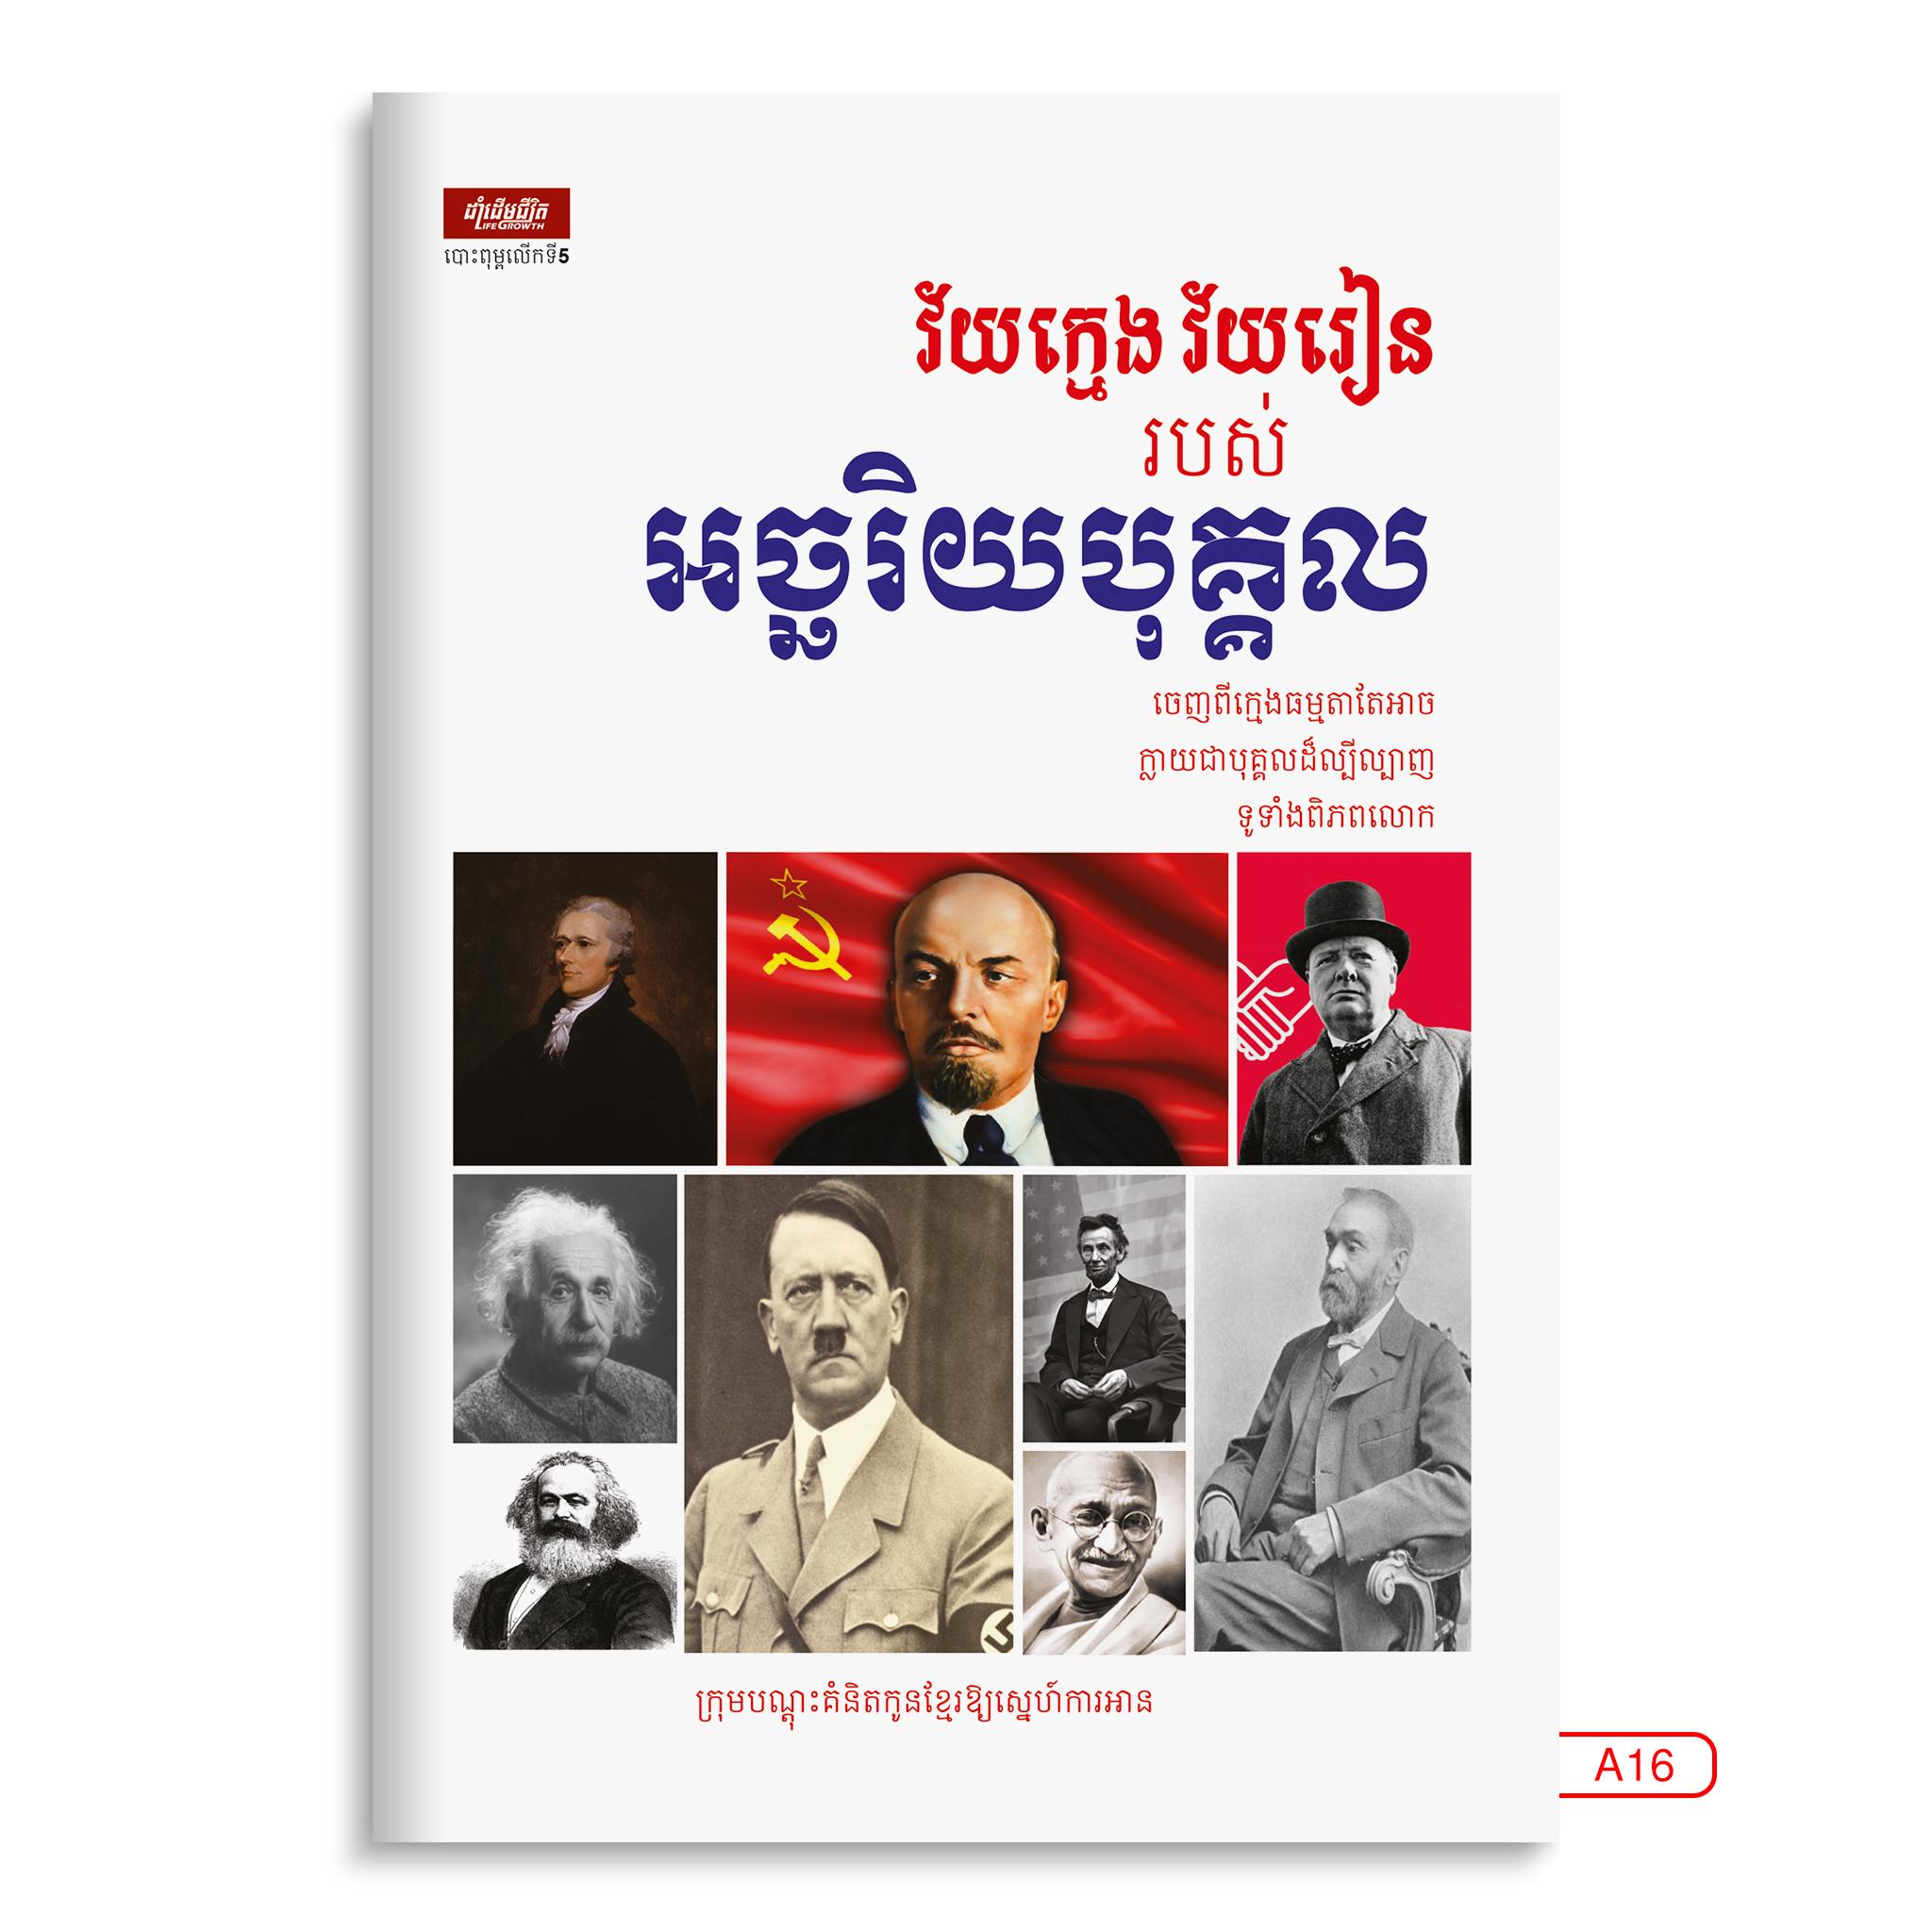 ដាំដើមជីវិត
LIFE GROWTH
បោះពុម្ពលើកទី5
វ័យក្មេង វ័យរៀន
របស់
អច្ឆរិយបុគ្គល
ចេញពីក្មេងធម្មតាតែអាច
ក្លាយជាបុគ្គលដ៏ល្បីល្បាញ
ទូទាំងពិភពលោក
ក្រុមបណ្តុះគំនិតកូនខ្មែរឱ្យស្នេហ៍ការអាន
A16